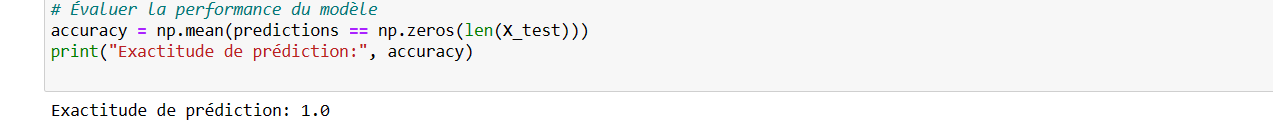 # Évaluer la performance du modèle
accuracy = np.mean(predictions == np.zeros(len(X_test)))
print("Exactitude de prédiction:", accuracy)
Exactitude de prédiction: 1.0